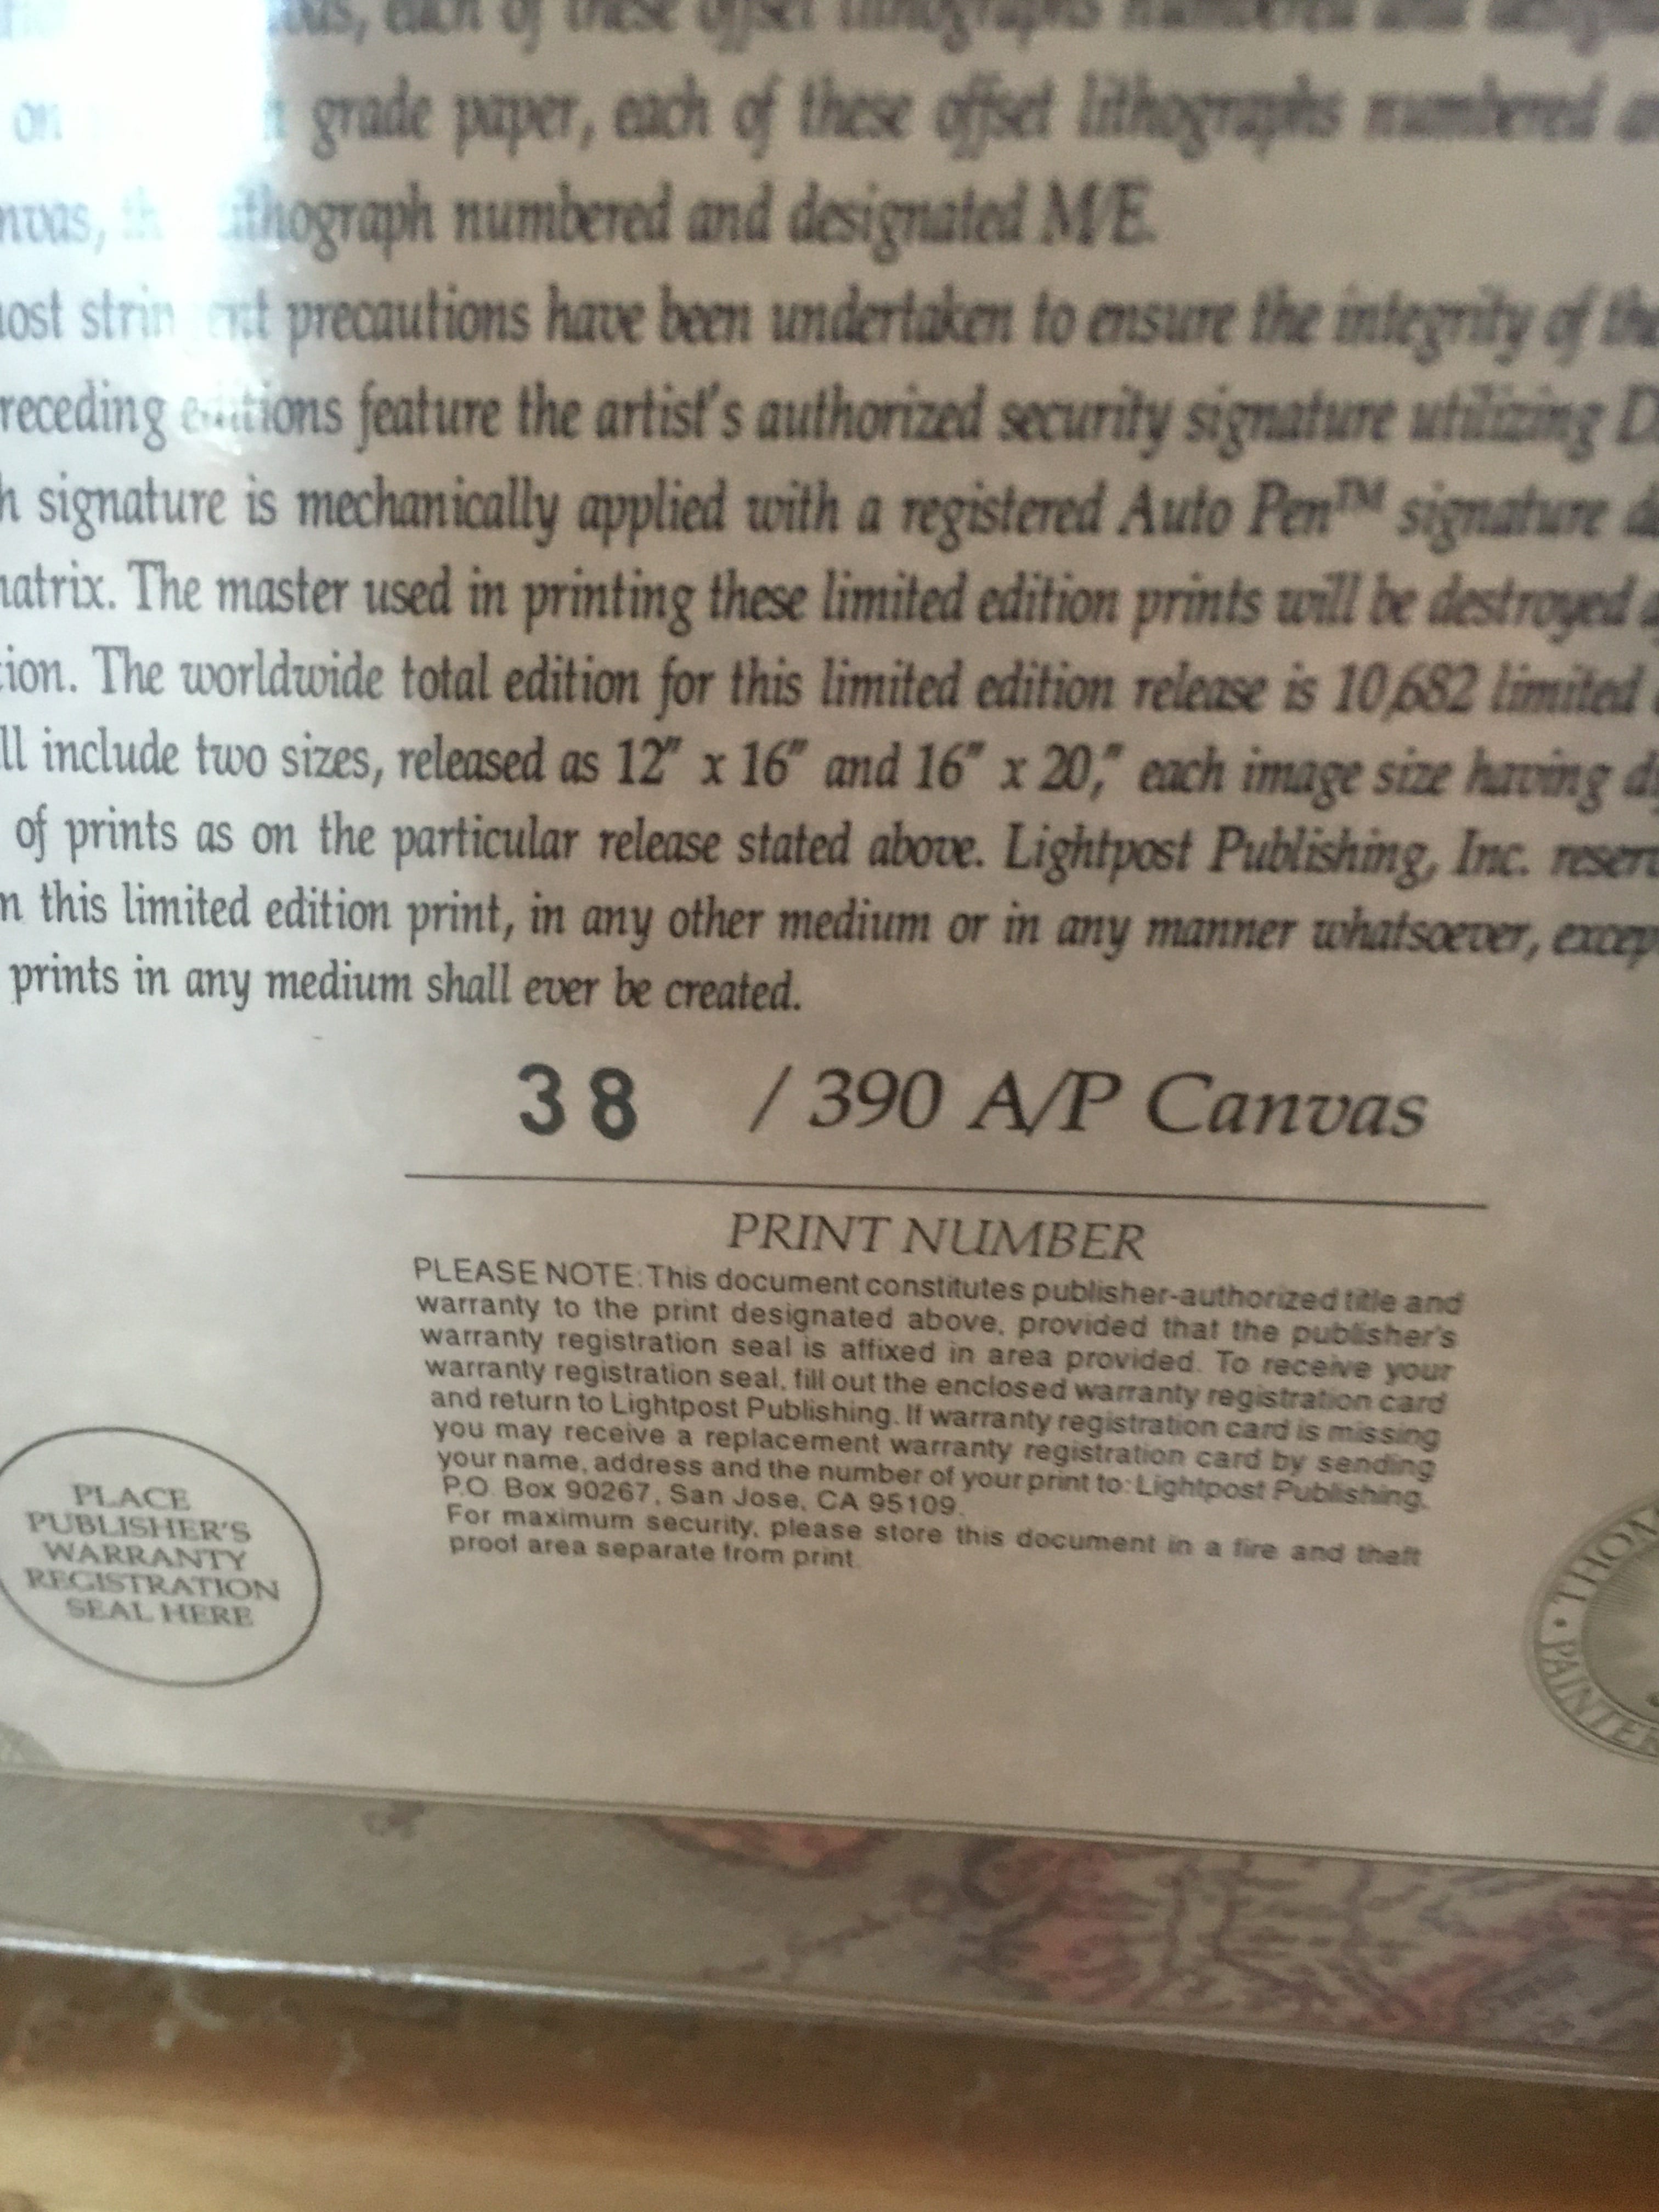 each of these offset lithographs numbered and
on grade paper, each of these offset lithographs numbered
lithograph numbered and designated M/E.
precautions have been undertaken to ensure the integrity of the
editions feature the artist's authorized security signature utilizing
signature is mechanically applied with a registered Auto Pen™ signature
The master used in printing these limited edition prints will be destroyed
The worldwide total edition for this limited edition release is 10,682 limited
include two sizes, released as 12" x 16" and 16" x 20," each image size having
of prints as on the particular release stated above. Lightpost Publishing, Inc.
this limited edition print, in any other medium or in any manner whatsoever,
prints in any medium shall ever be created.
38 / 390 A/P Canvas
PRINT NUMBER
PLEASE NOTE: This document constitutes publisher-authorized title and
warranty to the print designated above, provided that the publisher's
warranty registration seal is affixed in area provided. To receive your
warranty registration seal, fill out the enclosed warranty registration card
and return to Lightpost Publishing. If warranty registration card is missing
you may receive a replacement warranty registration card by sending
your name, address and the number of your print to: Lightpost Publishing,
P.O. Box 90267, San Jose, CA 95109.
For maximum security, please store this document in a fire and theft
proof area separate from print.
PLACE
PUBLISHER'S
WARRANTY
REGISTRATION
SEAL HERE
PAINTER